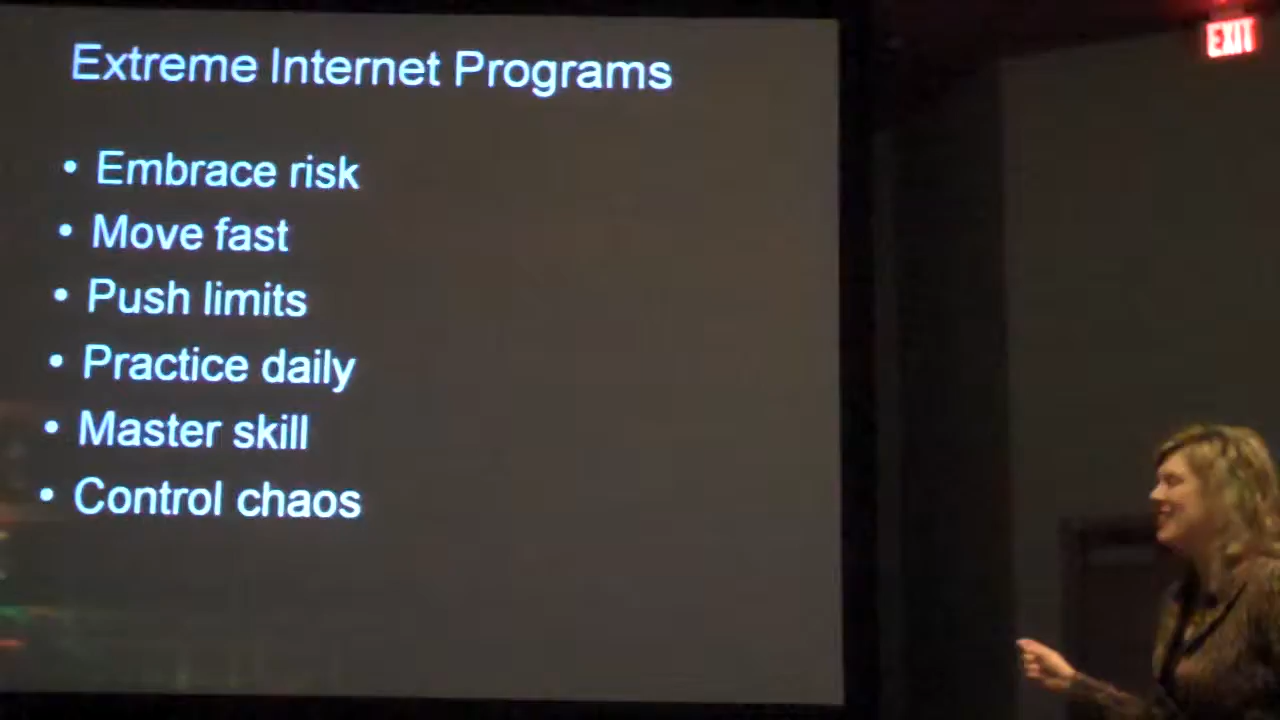 Extreme Internet Programs
• Embrace risk
• Move fast
• Push limits
• Practice daily
• Master skill
• Control chaos
EXIT